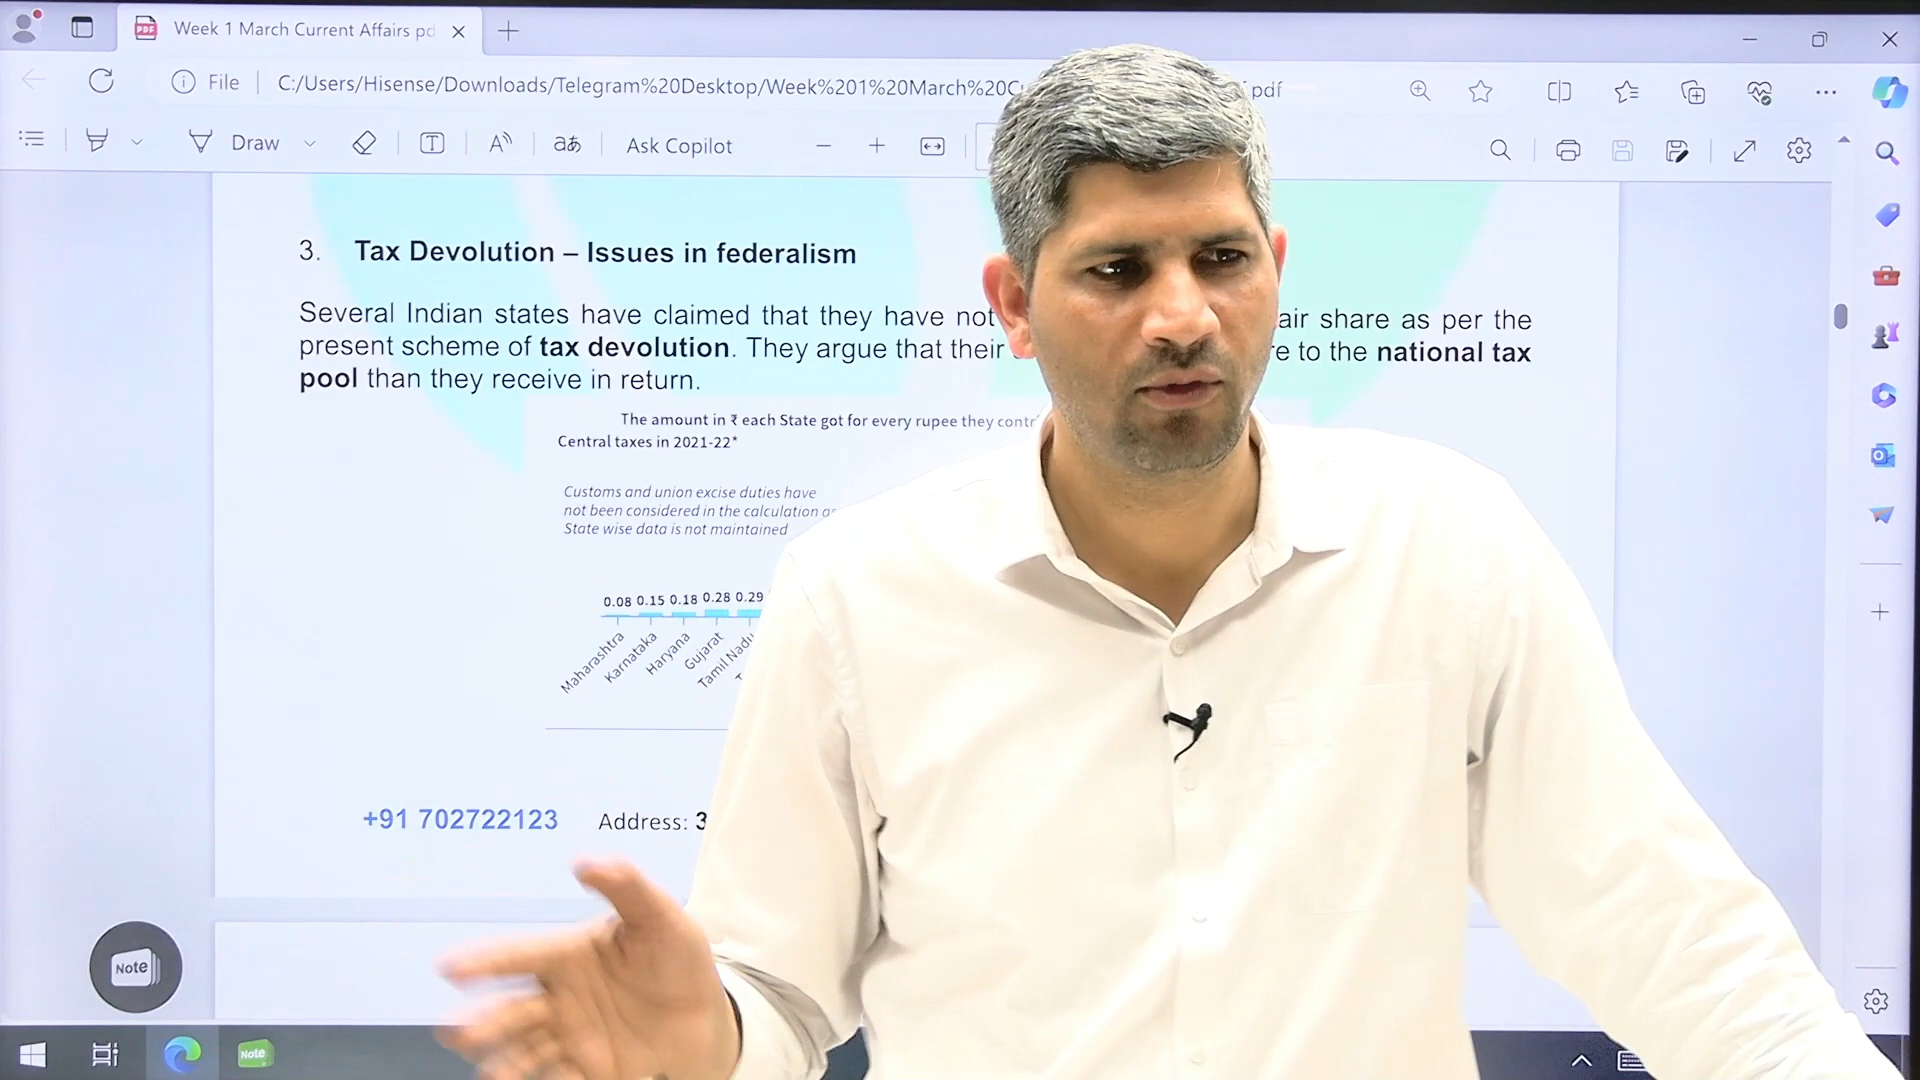 Week 1 March Current Affairs pd
File
C:/Users/Hisense/Downloads/Telegram%20Desktop/Week%201%20March%20C
pdf
Draw
T
A
aあ
Ask Copilot
3. Tax Devolution – Issues in federalism
Several Indian states have claimed that they have not air share as per the
present scheme of tax devolution. They argue that their to the national tax
pool than they receive in return.
The amount in ₹ each State got for every rupee they contr
Central taxes in 2021-22*
Customs and union excise duties have
not been considered in the calculation as
State wise data is not maintained
0.08 0.15 0.18 0.28 0.29
Maharashtra
Karnataka
Haryana
Gujarat
Tamil Nadu
+91 702722123 Address: 3
Note
Note